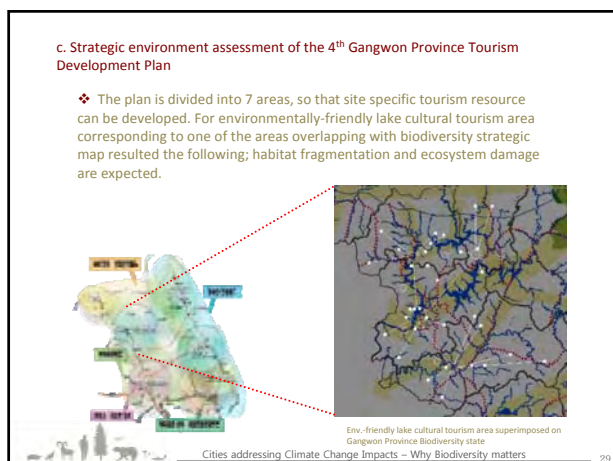 c. Strategic environment assessment of the 4th Gangwon Province Tourism
Development Plan
❖ The plan is divided into 7 areas, so that site specific tourism resource
can be developed. For environmentally-friendly lake cultural tourism area
corresponding to one of the areas overlapping with biodiversity strategic
map resulted the following; habitat fragmentation and ecosystem damage
are expected.
Env.-friendly lake cultural tourism area superimposed on
Gangwon Province Biodiversity state
Cities addressing Climate Change Impacts – Why Biodiversity matters
29